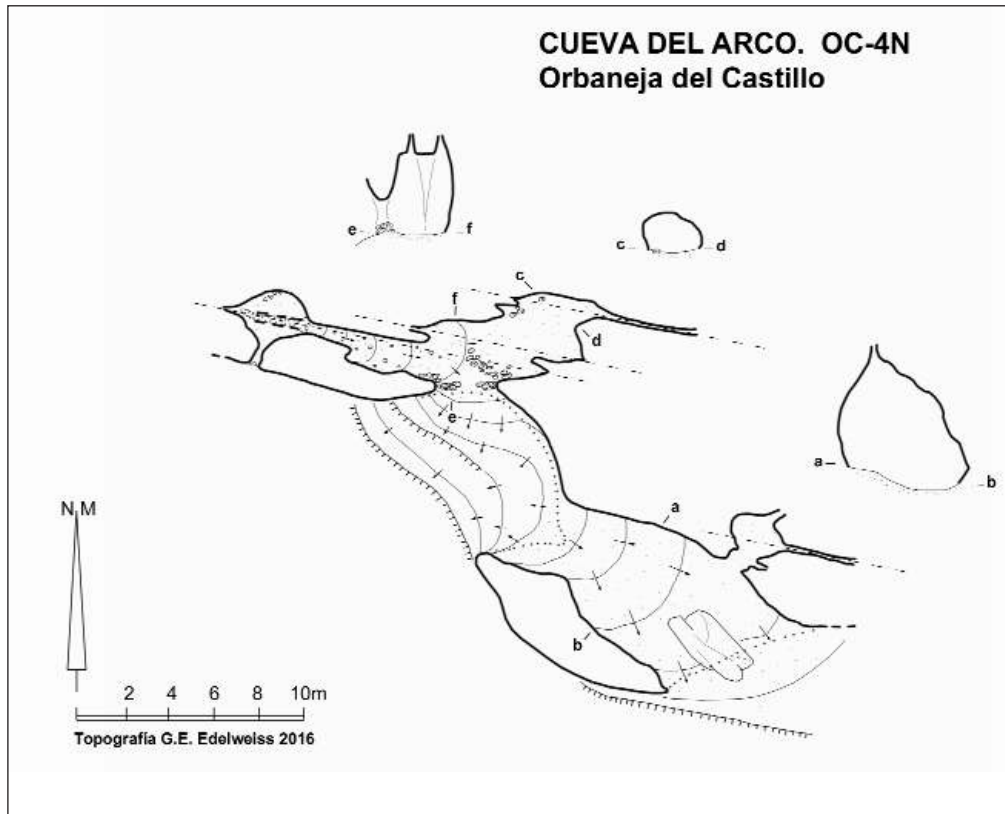 CUEVA DEL ARCO. OC-4N
Orbaneja del Castillo
e f
c d
c
f
d
e
a b
a
b
N M
2 4 6 8 10m
Topografía G.E. Edelweiss 2016